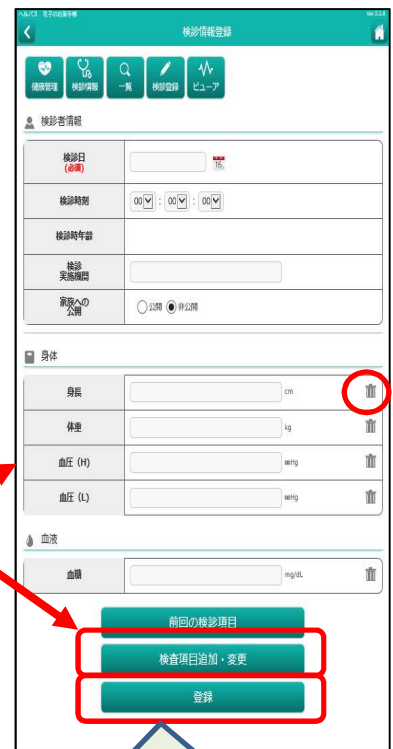 ヘルパス 花子のお薬手帳
Ver.5.3.8
検診情報登録
健康管理
検診情報
一覧
検診登録
ビューア
検診者情報
検診日
(必須)
16
検診時刻
00 : 00 : 00
検診時年齢
検診
実施機関
家族への
公開
公開 非公開
身体
身長
cm
体重
kg
血圧 (H)
mmHg
血圧 (L)
mmHg
血液
血糖
mg/dL
前回の検診項目
検査項目追加・変更
登録